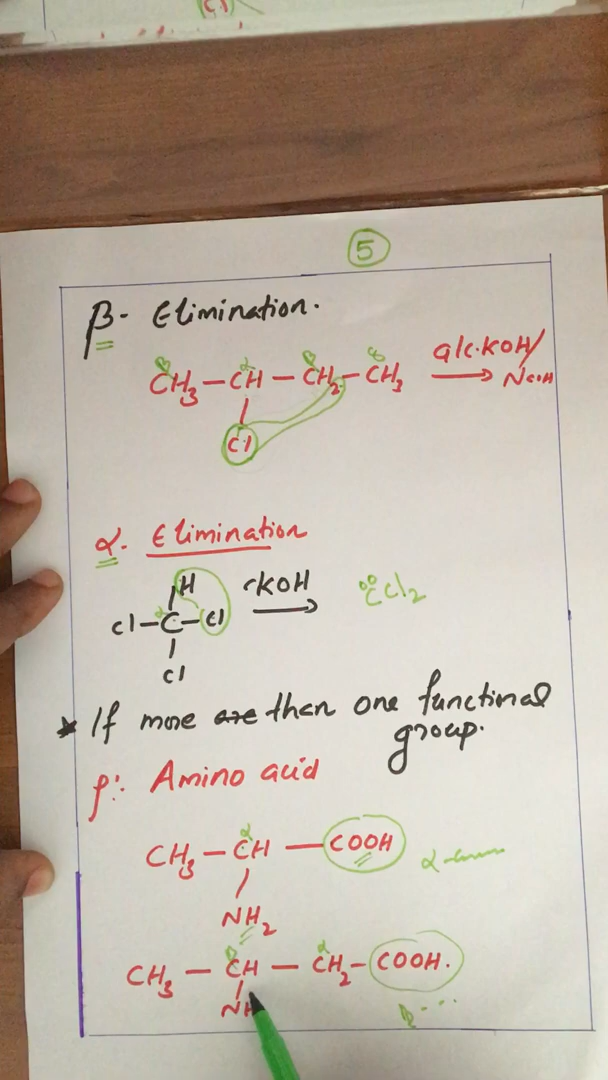 5
β- Elimination.
β α β γ
CH3 — CH — CH2 — CH3 alc.KOH/
NaOH
Cl
α- Elimination
H
Cl — C — Cl KOH :CCl2
α
Cl
* If more are than one functional
group.
Amino acid
α
CH3 — CH — COOH
NH2
β α
CH3 — CH — CH2 — COOH.
β - ...